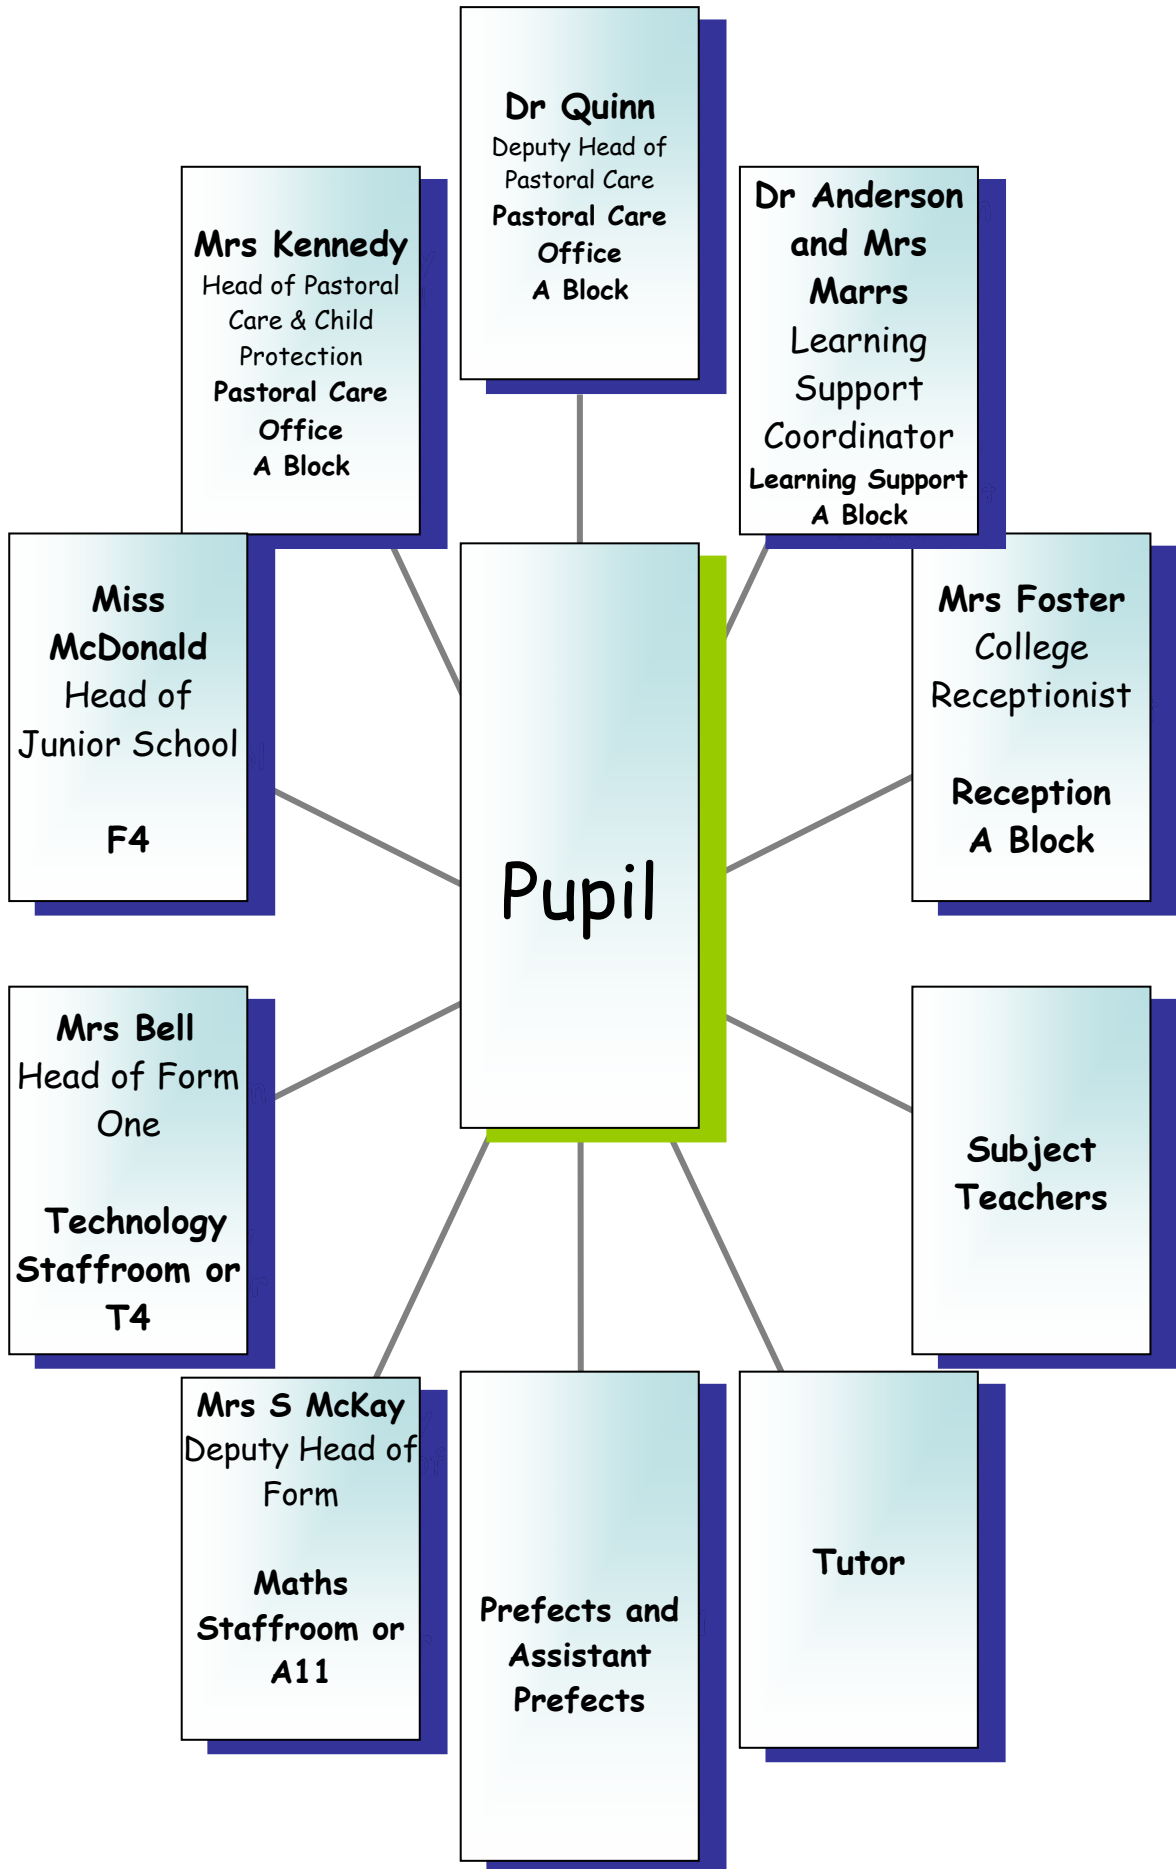 Dr Quinn
Deputy Head of
Pastoral Care
Pastoral Care
Office
A Block
Mrs Kennedy
Head of Pastoral
Care & Child
Protection
Pastoral Care
Office
A Block
Dr Anderson
and Mrs
Marrs
Learning
Support
Coordinator
Learning Support
A Block
Miss
McDonald
Head of
Junior School
F4
Pupil
Mrs Foster
College
Receptionist
Reception
A Block
Mrs Bell
Head of Form
One
Technology
Staffroom or
T4
Subject
Teachers
Mrs S McKay
Deputy Head of
Form
Maths
Staffroom or
A11
Prefects and
Assistant
Prefects
Tutor